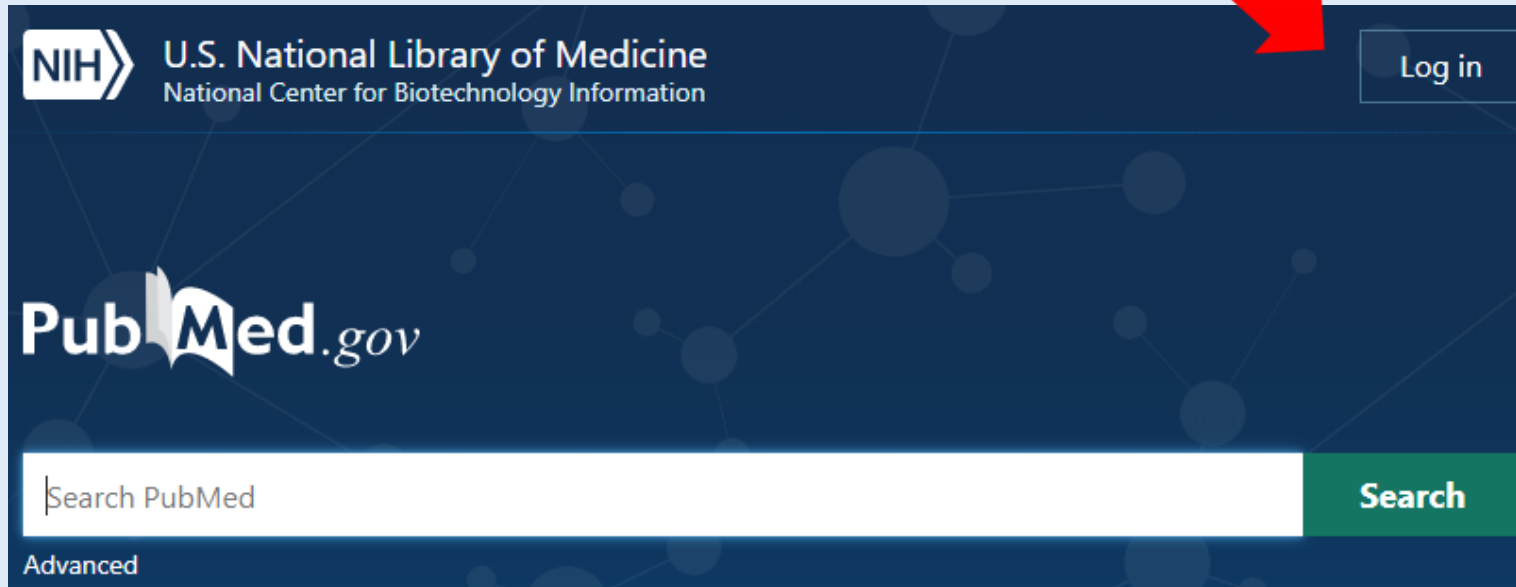 NIH
U.S. National Library of Medicine
National Center for Biotechnology Information
Log in
PubMed.gov
Search PubMed
Search
Advanced